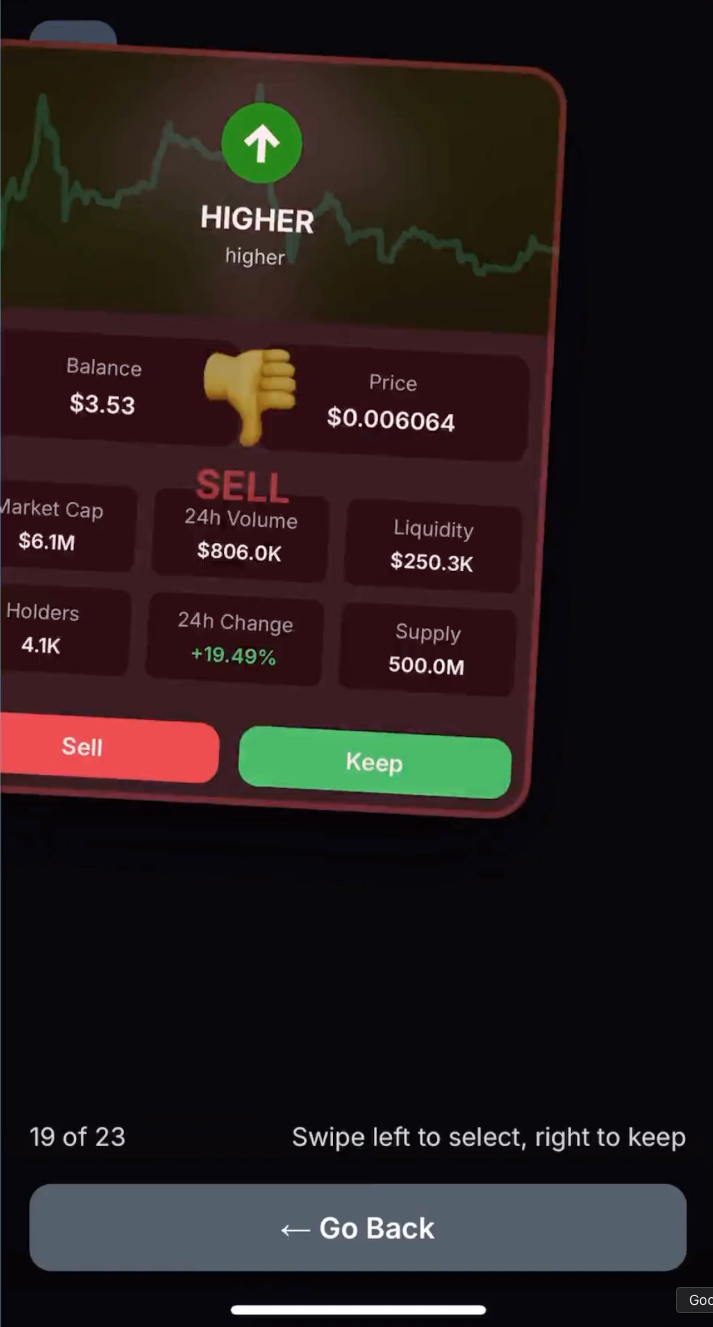 HIGHER
higher
Balance
$3.53
Price
$0.006064
SELL
Market Cap
$6.1M
24h Volume
$806.0K
Liquidity
$250.3K
Holders
4.1K
24h Change
+19.49%
Supply
500.0M
Sell
Keep
19 of 23
Swipe left to select, right to keep
← Go Back